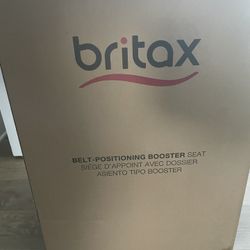 britax
BELT-POSITIONING BOOSTER SEAT
SIÈGE D'APPOINT AVEC DOSSIER
ASIENTO TIPO BOOSTER